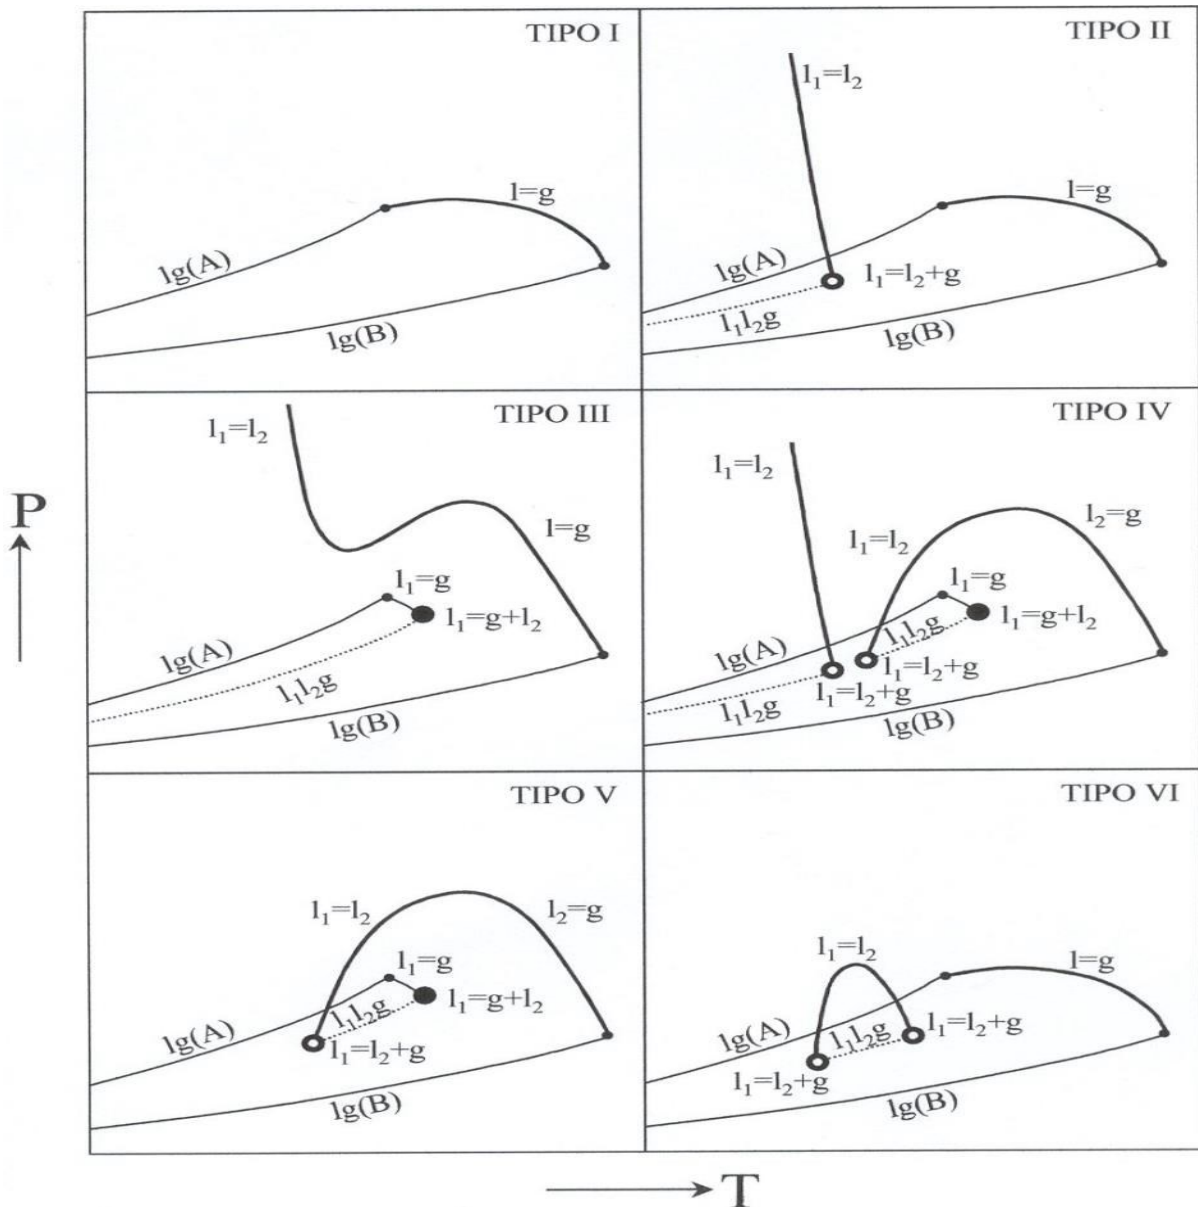 TIPO I
l=g
lg(A)
lg(B)
TIPO II
l₁=l₂
l=g
lg(A)
l₁=l₂+g
l₁l₂g
lg(B)
TIPO III
l₁=l₂
l=g
l₁=g
l₁=g+l₂
lg(A)
l₁l₂g
lg(B)
TIPO IV
l₁=l₂
l₂=g
l₁=l₂
l₁=g
l₁l₂g
l₁=g+l₂
lg(A)
l₁=l₂+g
l₁=l₂+g
l₁l₂g
lg(B)
P
TIPO V
l₁=l₂
l₂=g
l₁=g
l₁l₂g
l₁=g+l₂
lg(A)
l₁=l₂+g
lg(B)
TIPO VI
l₁=l₂
l=g
lg(A)
l₁l₂g
l₁=l₂+g
l₁=l₂+g
lg(B)
T